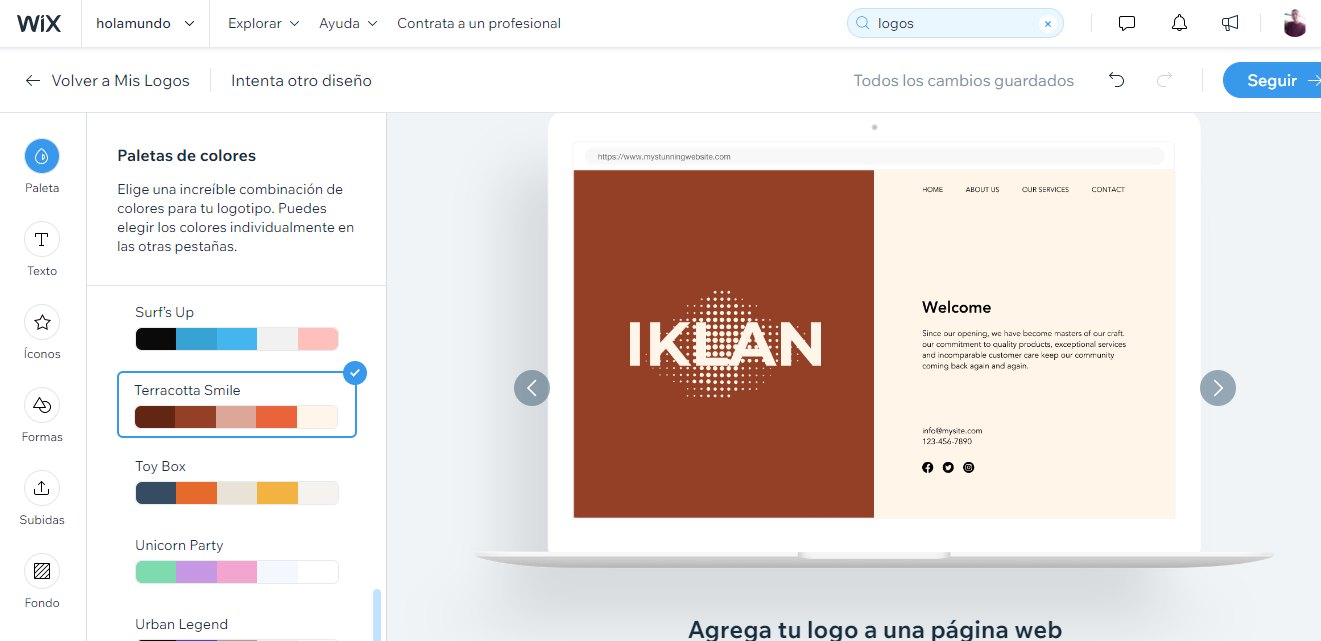 WiX holamundo Explorar Ayuda Contrata a un profesional logos ×
Volver a Mis Logos Intenta otro diseño Todos los cambios guardados Seguir
Paleta
Texto
Íconos
Formas
Subidas
Fondo
Paletas de colores
Elige una increíble combinación de
colores para tu logotipo. Puedes
elegir los colores individualmente en
las otras pestañas.
Surf's Up
Terracotta Smile
Toy Box
Unicorn Party
Urban Legend
https://www.mystunningwebsite.com
IKLAN
HOME ABOUT US OUR SERVICES CONTACT
Welcome
Since our opening, we have become masters of our craft.
our commitment to quality products, exceptional services
and incomparable customer care keep our community
coming back again and again.
info@mysite.com
123-456-7890
Agrega tu logo a una página web